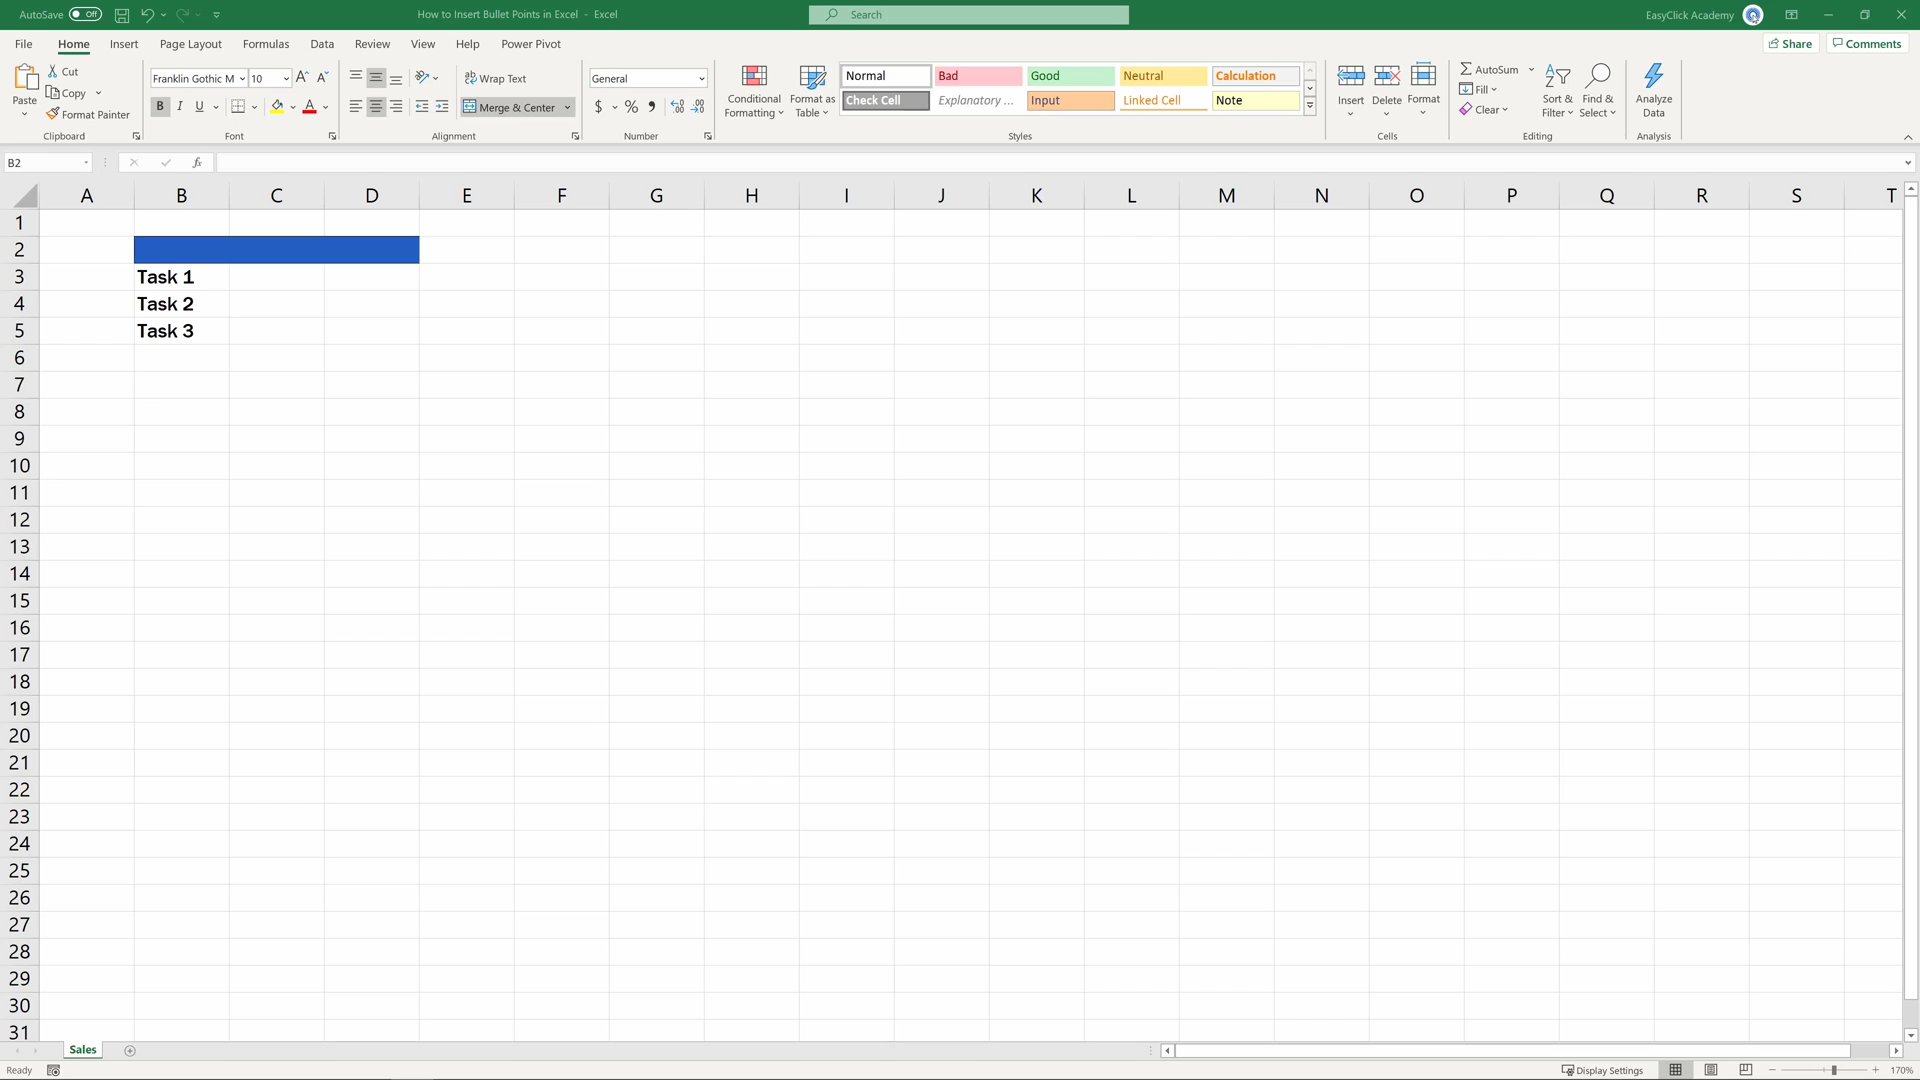 AutoSave Off How to Insert Bullet Points in Excel - Excel Search EasyClick Academy
File Home Insert Page Layout Formulas Data Review View Help Power Pivot Share Comments
Paste Cut Copy Format Painter Clipboard
Franklin Gothic M 10 B I U A Font
Wrap Text Merge & Center Alignment
General $ % Number
Conditional Formatting Format as Table
Normal Bad Good Neutral Calculation
Check Cell Explanatory ... Input Linked Cell Note
Styles
Insert Delete Format Cells
AutoSum Fill Clear Sort & Filter Find & Select Editing
Analyze Data Analysis
B2 fx
A B C D E F G H I J K L M N O P Q R S T
1
2
3 Task 1
4 Task 2
5 Task 3
6
7
8
9
10
11
12
13
14
15
16
17
18
19
20
21
22
23
24
25
26
27
28
29
30
31
Sales
Ready Display Settings 170%